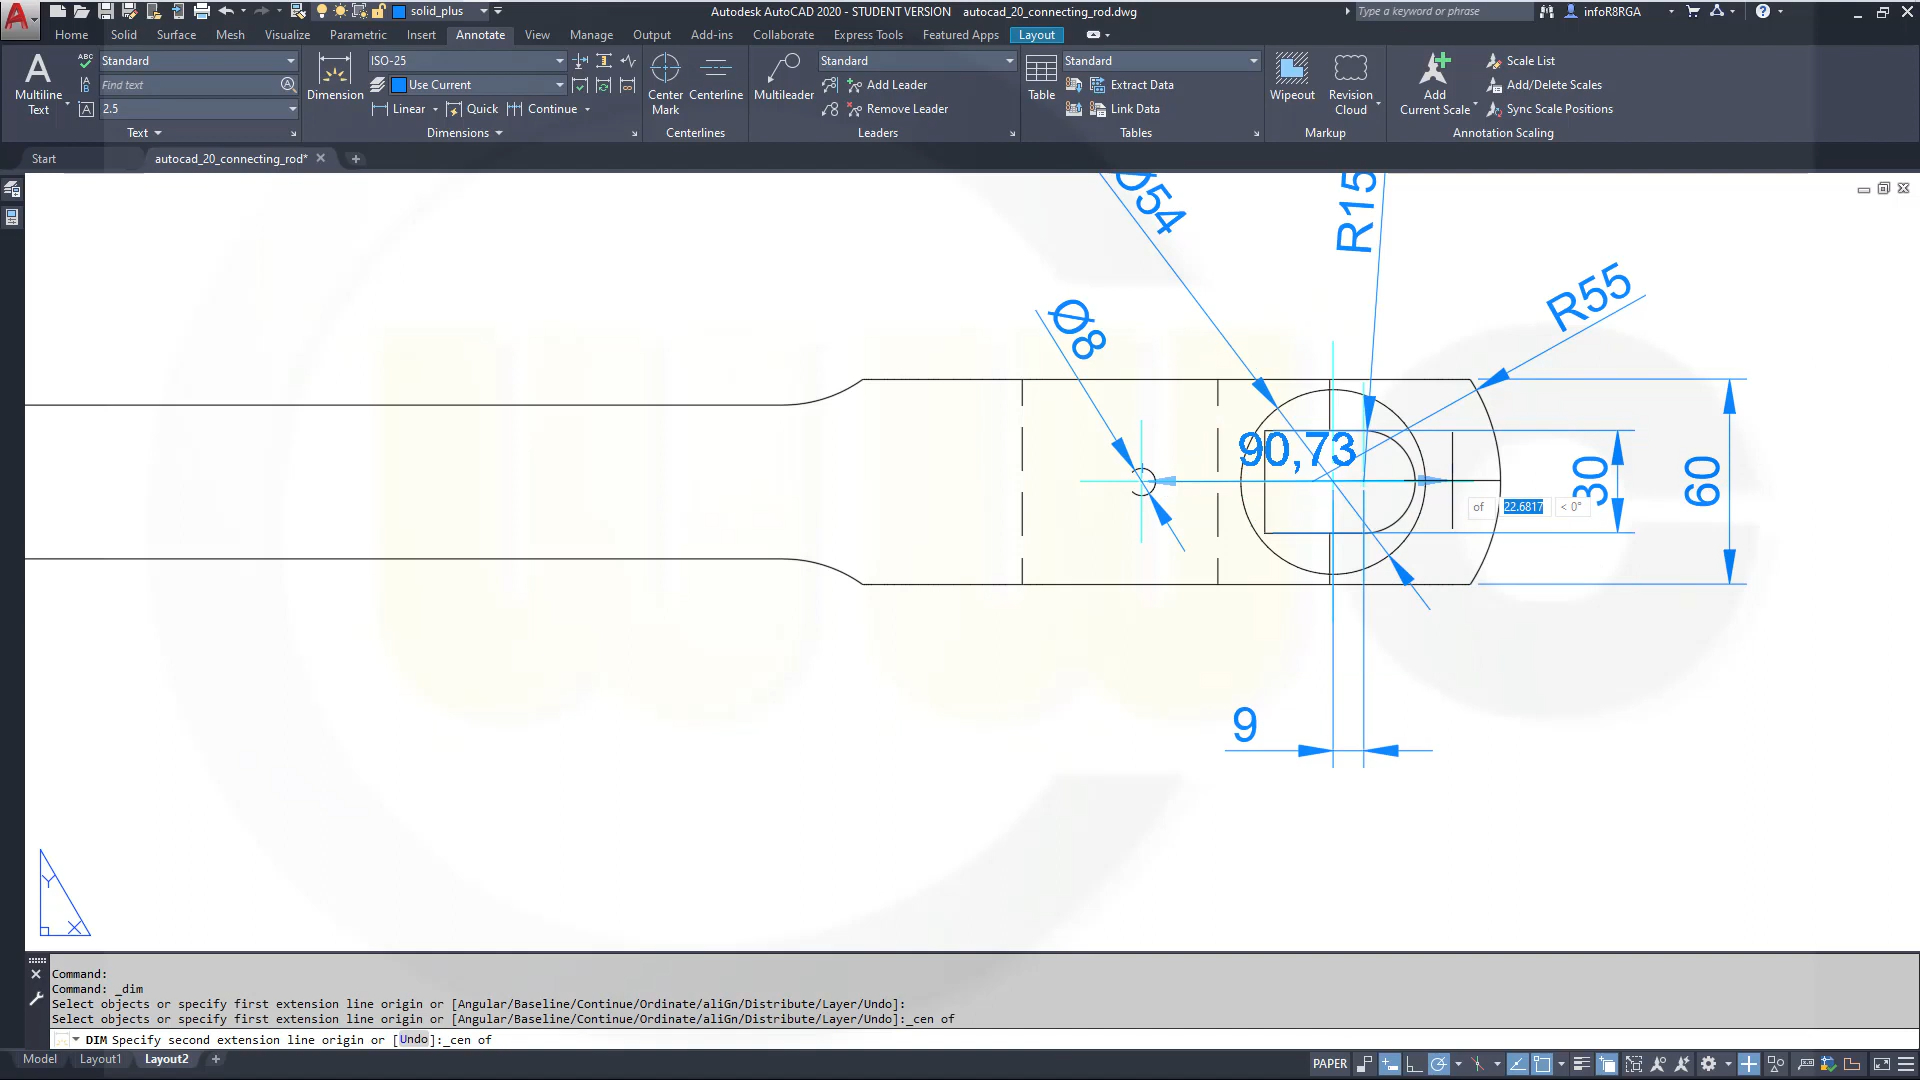 solid_plus
Autodesk AutoCAD 2020 - STUDENT VERSION autocad_20_connecting_rod.dwg
Type a keyword or phrase
infoR8RGA
Home Solid Surface Mesh Visualize Parametric Insert Annotate View Manage Output Add-ins Collaborate Express Tools Featured Apps Layout
Multiline Text
Standard
Find text
2.5
Text
Dimension
ISO-25
Use Current
Linear Quick Continue
Dimensions
Center Mark
Centerline
Centerlines
Multileader
Standard
Add Leader
Remove Leader
Leaders
Table
Standard
Extract Data
Link Data
Tables
Wipeout
Revision Cloud
Markup
Add Current Scale
Scale List
Add/Delete Scales
Sync Scale Positions
Annotation Scaling
Start
autocad_20_connecting_rod*
Ø54
R15
R55
Ø8
90,73
30
60
of 22.6817 < 0°
9
Y
X
Command:
Command: _dim
Select objects or specify first extension line origin or [Angular/Baseline/Continue/Ordinate/aliGn/Distribute/Layer/Undo]:
Select objects or specify first extension line origin or [Angular/Baseline/Continue/Ordinate/aliGn/Distribute/Layer/Undo]:_cen of
DIM Specify second extension line origin or [Undo]:_cen of
Model Layout1 Layout2
PAPER